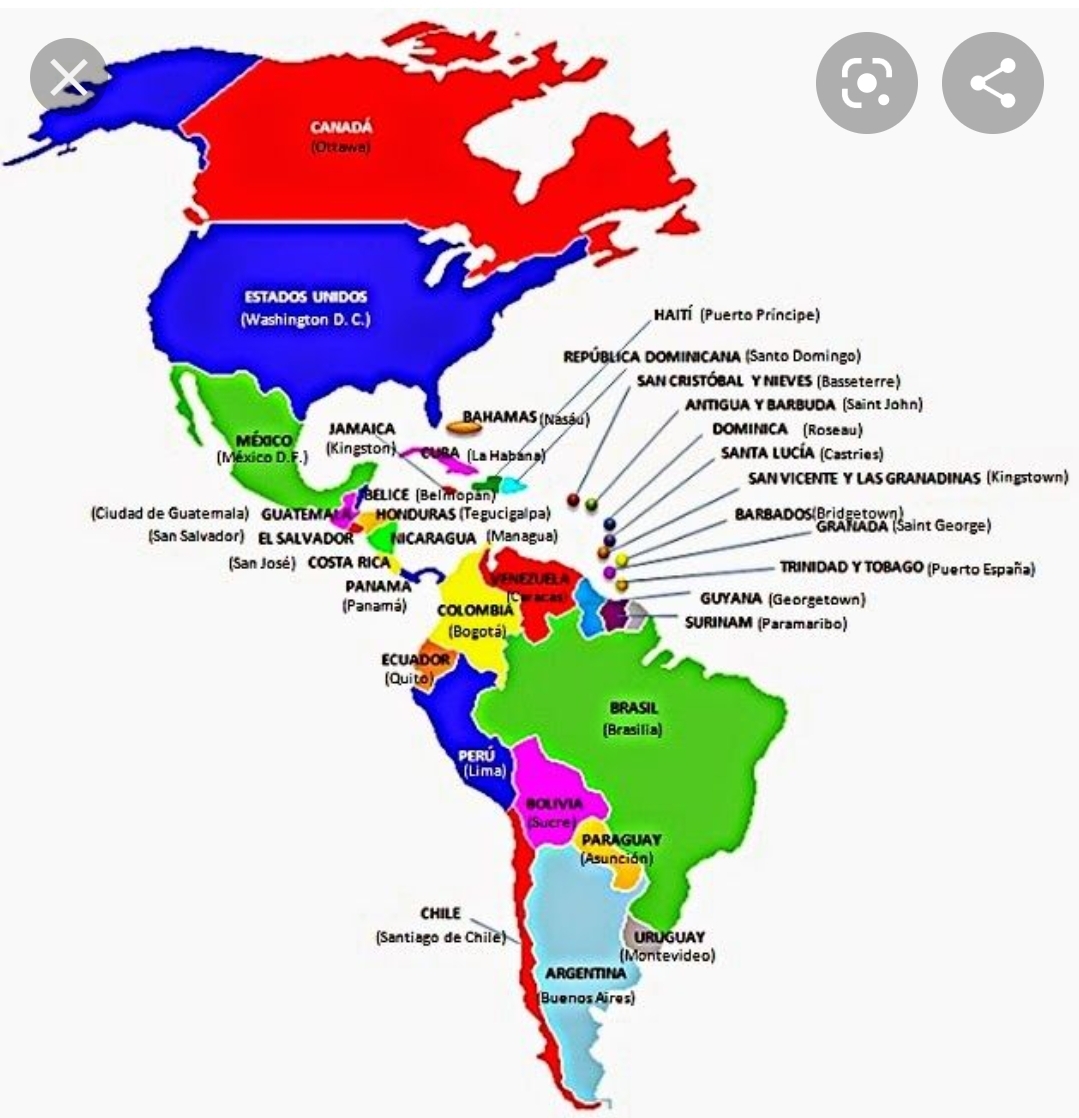 CANADÁ
(Ottawa)
ESTADOS UNIDOS
(Washington D. C.)
HAITÍ (Puerto Príncipe)
REPÚBLICA DOMINICANA (Santo Domingo)
SAN CRISTÓBAL Y NIEVES (Basseterre)
ANTIGUA Y BARBUDA (Saint John)
BAHAMAS (Nasáu)
JAMAICA
(Kingston)
DOMINICA (Roseau)
MÉXICO
(México D.F.)
CUBA (La Habana)
SANTA LUCÍA (Castries)
SAN VICENTE Y LAS GRANADINAS (Kingstown)
BELICE (Belmopán)
(Ciudad de Guatemala) GUATEMALA
HONDURAS (Tegucigalpa)
BARBADOS (Bridgetown)
GRANADA (Saint George)
(San Salvador) EL SALVADOR
NICARAGUA (Managua)
(San José) COSTA RICA
TRINIDAD Y TOBAGO (Puerto España)
PANAMA
(Panamá)
VENEZUELA
(Caracas)
GUYANA (Georgetown)
COLOMBIA
(Bogotá)
SURINAM (Paramaribo)
ECUADOR
(Quito)
BRASIL
(Brasilia)
PERÚ
(Lima)
BOLIVIA
(Sucre)
PARAGUAY
(Asunción)
CHILE
(Santiago de Chile)
URUGUAY
(Montevideo)
ARGENTINA
(Buenos Aires)